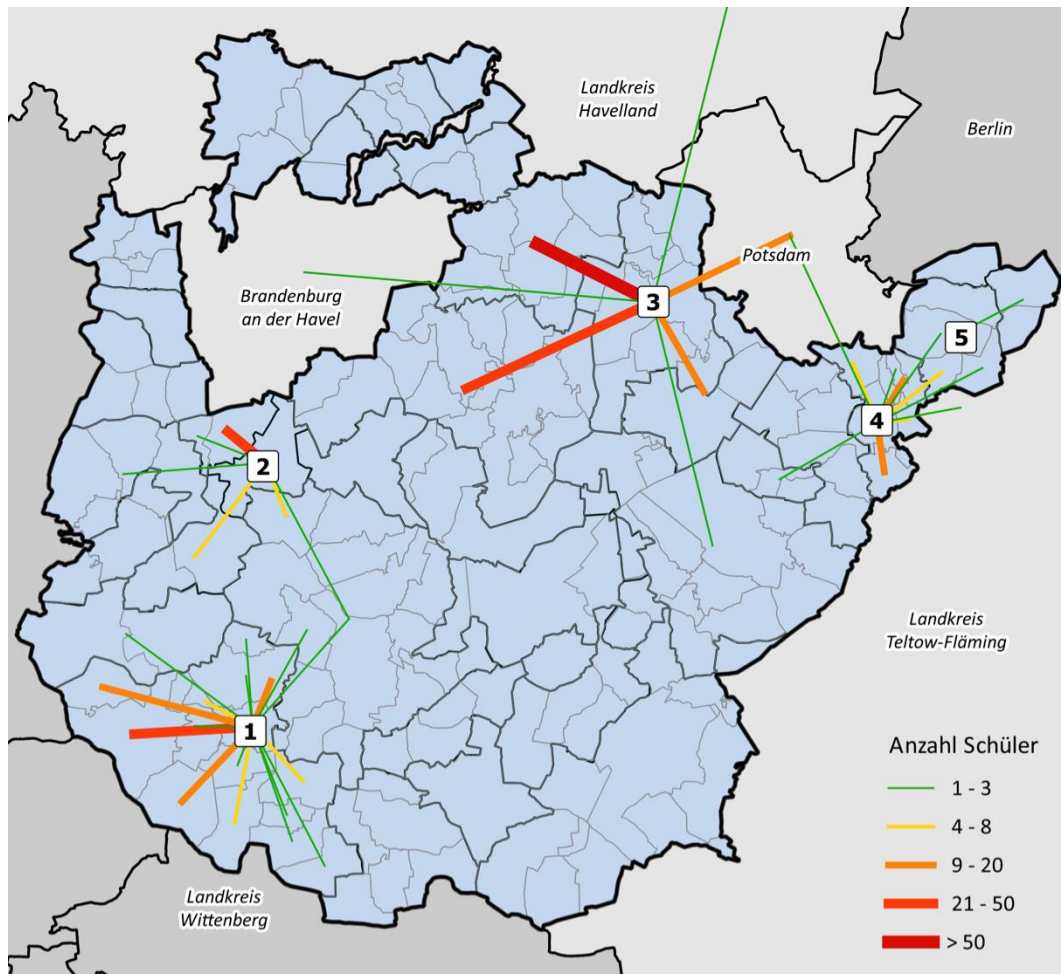 Landkreis
Havelland
Berlin
Potsdam
Brandenburg
an der Havel
3
5
4
2
1
Landkreis
Teltow-Fläming
Landkreis
Wittenberg
Anzahl Schüler
1 - 3
4 - 8
9 - 20
21 - 50
> 50